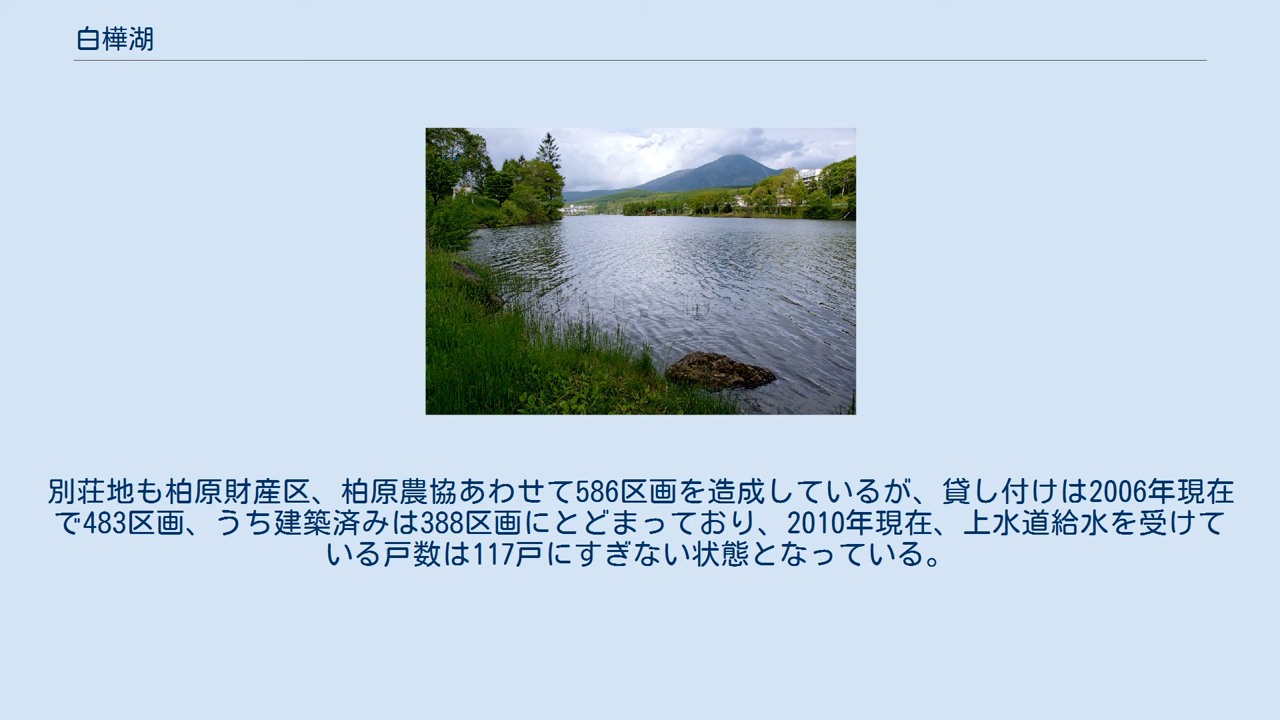 白樺湖
別荘地も柏原財産区、柏原農協あわせて586区画を造成しているが、貸し付けは2006年現在
で483区画、うち建築済みは388区画にとどまっており、2010年現在、上水道給水を受けて
いる戸数は117戸にすぎない状態となっている。